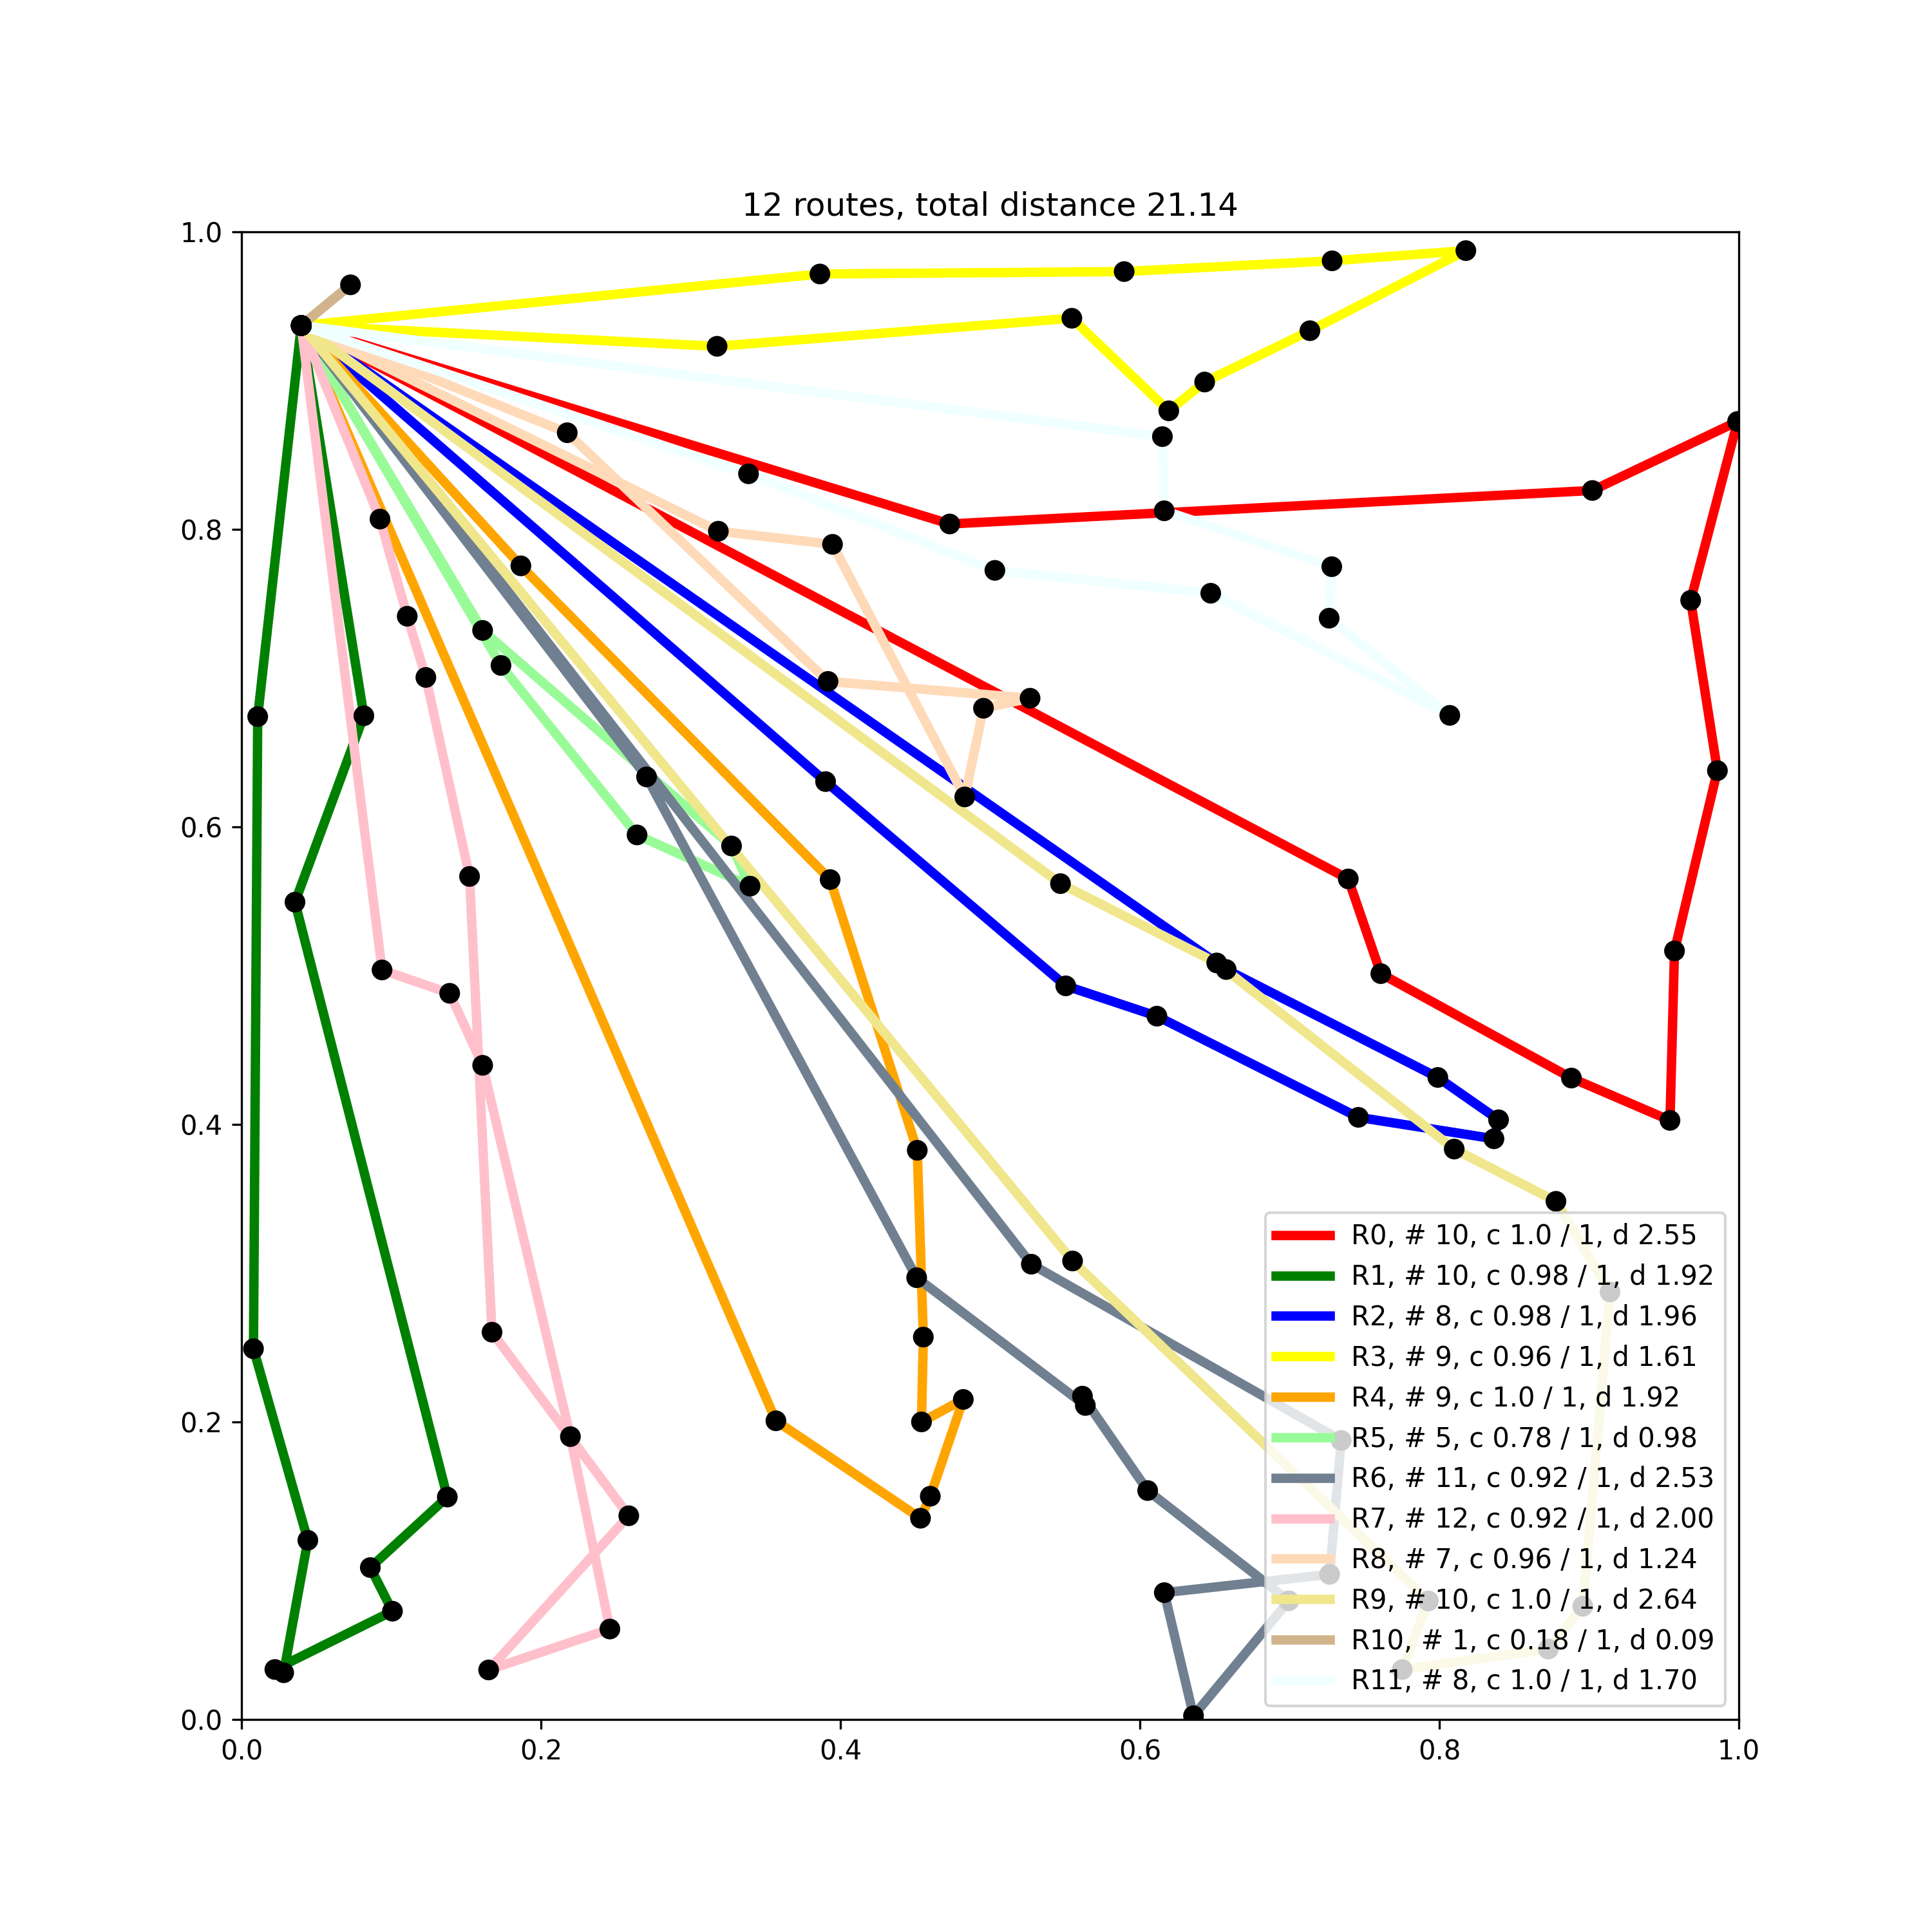 12 routes, total distance 21.14
1.0
0.8
0.6
0.4
0.2
0.0
0.0 0.2 0.4 0.6 0.8 1.0
R0, # 10, c 1.0 / 1, d 2.55
R1, # 10, c 0.98 / 1, d 1.92
R2, # 8, c 0.98 / 1, d 1.96
R3, # 9, c 0.96 / 1, d 1.61
R4, # 9, c 1.0 / 1, d 1.92
R5, # 5, c 0.78 / 1, d 0.98
R6, # 11, c 0.92 / 1, d 2.53
R7, # 12, c 0.92 / 1, d 2.00
R8, # 7, c 0.96 / 1, d 1.24
R9, # 10, c 1.0 / 1, d 2.64
R10, # 1, c 0.18 / 1, d 0.09
R11, # 8, c 1.0 / 1, d 1.70